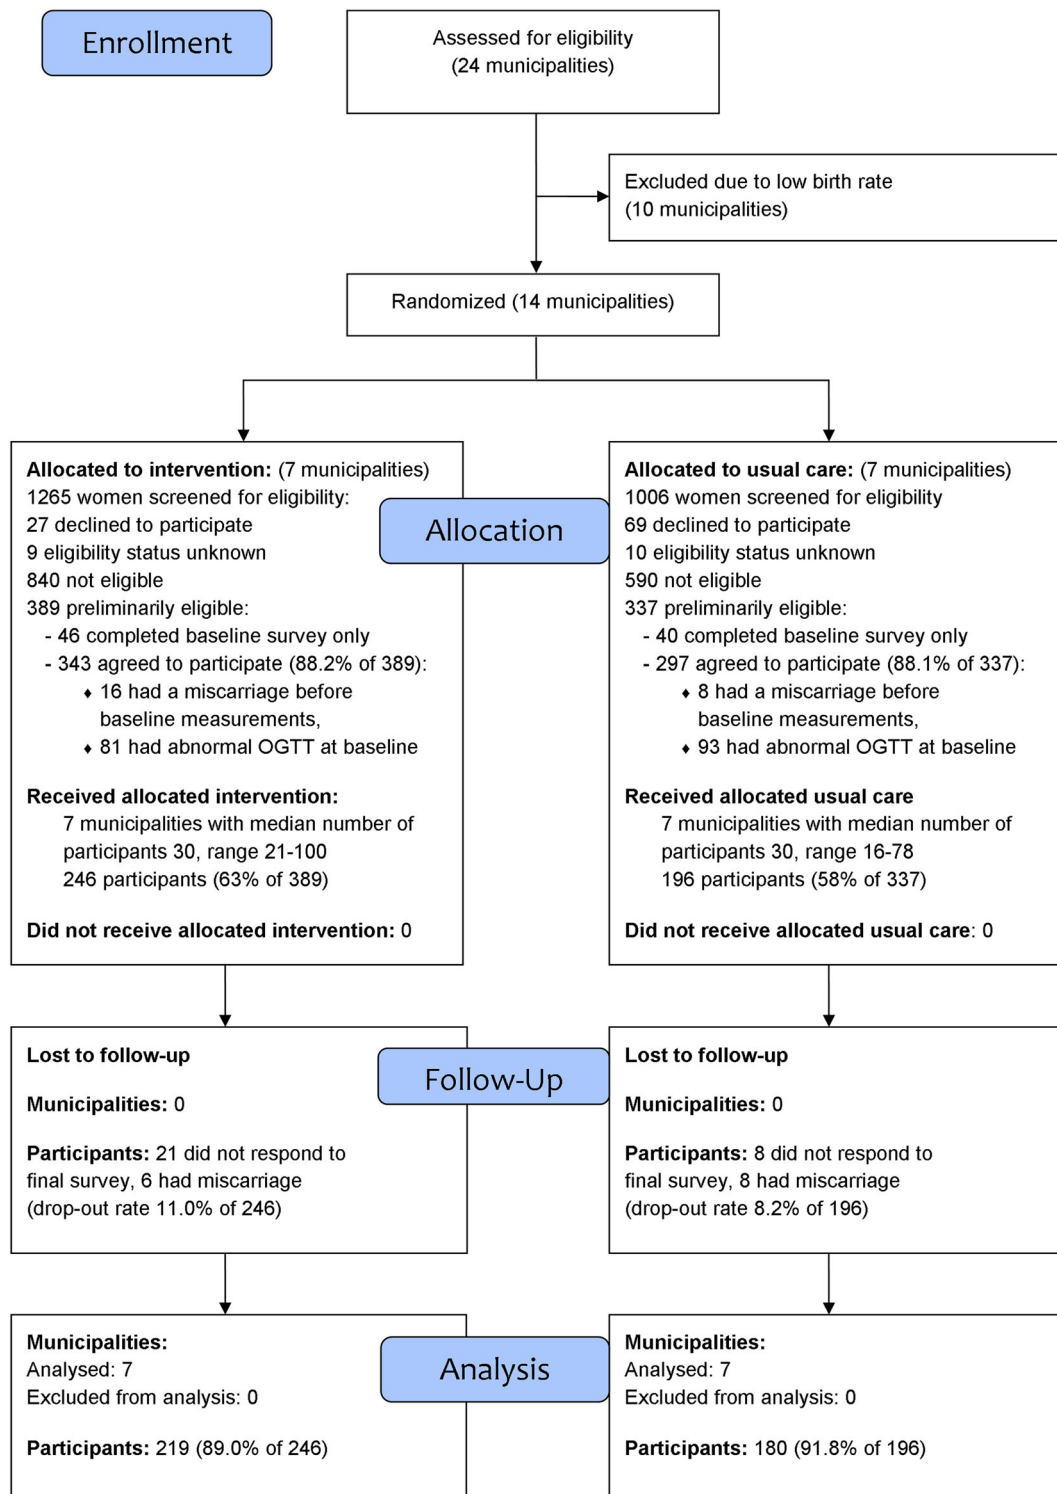 Enrollment
Assessed for eligibility
(24 municipalities)
Excluded due to low birth rate
(10 municipalities)
Randomized (14 municipalities)
Allocated to intervention: (7 municipalities)
1265 women screened for eligibility:
27 declined to participate
9 eligibility status unknown
840 not eligible
389 preliminarily eligible:
- 46 completed baseline survey only
- 343 agreed to participate (88.2% of 389):
♦ 16 had a miscarriage before
baseline measurements,
♦ 81 had abnormal OGTT at baseline
Received allocated intervention:
7 municipalities with median number of
participants 30, range 21-100
246 participants (63% of 389)
Did not receive allocated intervention: 0
Allocation
Allocated to usual care: (7 municipalities)
1006 women screened for eligibility
69 declined to participate
10 eligibility status unknown
590 not eligible
337 preliminarily eligible:
- 40 completed baseline survey only
- 297 agreed to participate (88.1% of 337):
♦ 8 had a miscarriage before
baseline measurements,
♦ 93 had abnormal OGTT at baseline
Received allocated usual care
7 municipalities with median number of
participants 30, range 16-78
196 participants (58% of 337)
Did not receive allocated usual care: 0
Lost to follow-up
Municipalities: 0
Participants: 21 did not respond to
final survey, 6 had miscarriage
(drop-out rate 11.0% of 246)
Follow-Up
Lost to follow-up
Municipalities: 0
Participants: 8 did not respond to
final survey, 8 had miscarriage
(drop-out rate 8.2% of 196)
Municipalities:
Analysed: 7
Excluded from analysis: 0
Participants: 219 (89.0% of 246)
Analysis
Municipalities:
Analysed: 7
Excluded from analysis: 0
Participants: 180 (91.8% of 196)